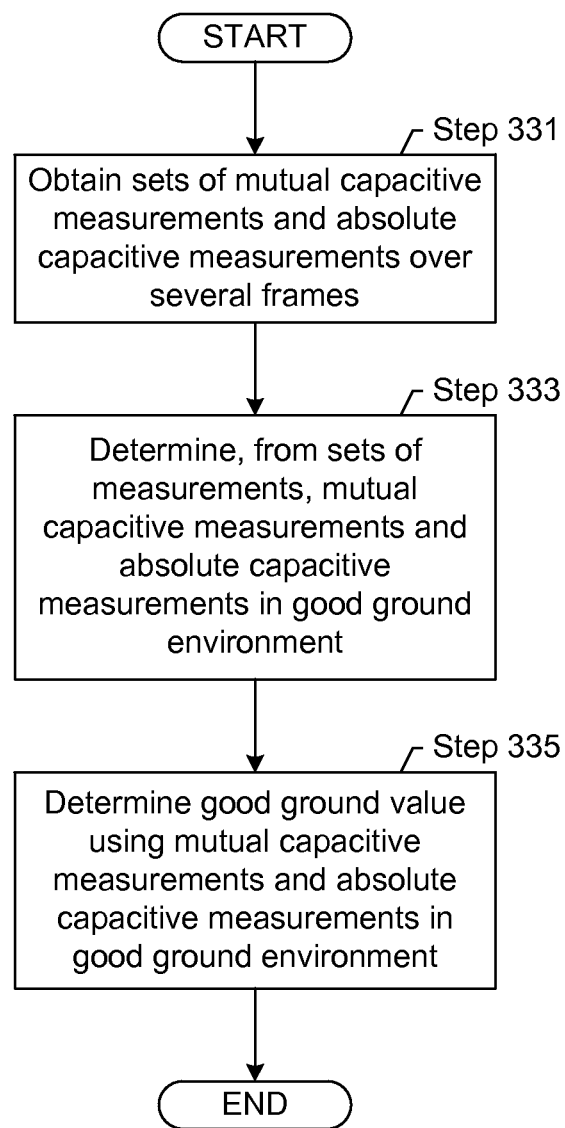 START
Step 331
Obtain sets of mutual capacitive
measurements and absolute
capacitive measurements over
several frames
Step 333
Determine, from sets of
measurements, mutual
capacitive measurements and
absolute capacitive
measurements in good ground
environment
Step 335
Determine good ground value
using mutual capacitive
measurements and absolute
capacitive measurements in
good ground environment
END